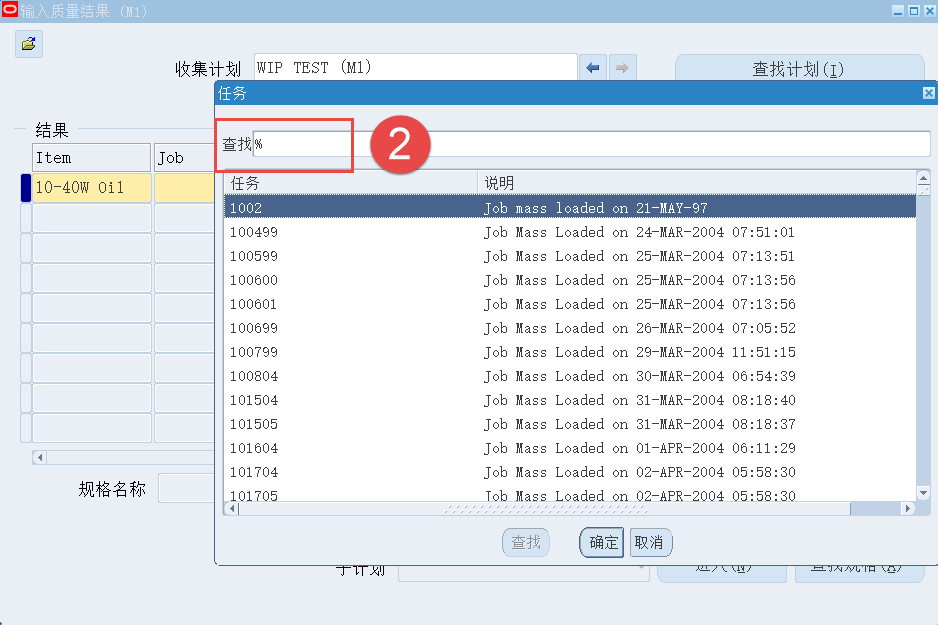 输入质量结果 (M1)
收集计划 WIP TEST (M1)
查找计划(I)
任务
查找 %
2
结果
Item Job
10-40W Oil
任务 说明
1002 Job mass loaded on 21-MAY-97
100499 Job Mass Loaded on 24-MAR-2004 07:51:01
100599 Job Mass Loaded on 25-MAR-2004 07:13:51
100600 Job Mass Loaded on 25-MAR-2004 07:13:56
100601 Job Mass Loaded on 25-MAR-2004 07:13:56
100699 Job Mass Loaded on 26-MAR-2004 07:05:52
100799 Job Mass Loaded on 29-MAR-2004 11:51:15
100804 Job Mass Loaded on 30-MAR-2004 06:54:39
101504 Job Mass Loaded on 31-MAR-2004 08:18:40
101505 Job Mass Loaded on 31-MAR-2004 08:18:37
101604 Job Mass Loaded on 01-APR-2004 06:11:29
101704 Job Mass Loaded on 02-APR-2004 05:58:30
101705 Job Mass Loaded on 02-APR-2004 05:58:30
规格名称
查找 确定 取消
子计划 进入(N) 查找规格(X)